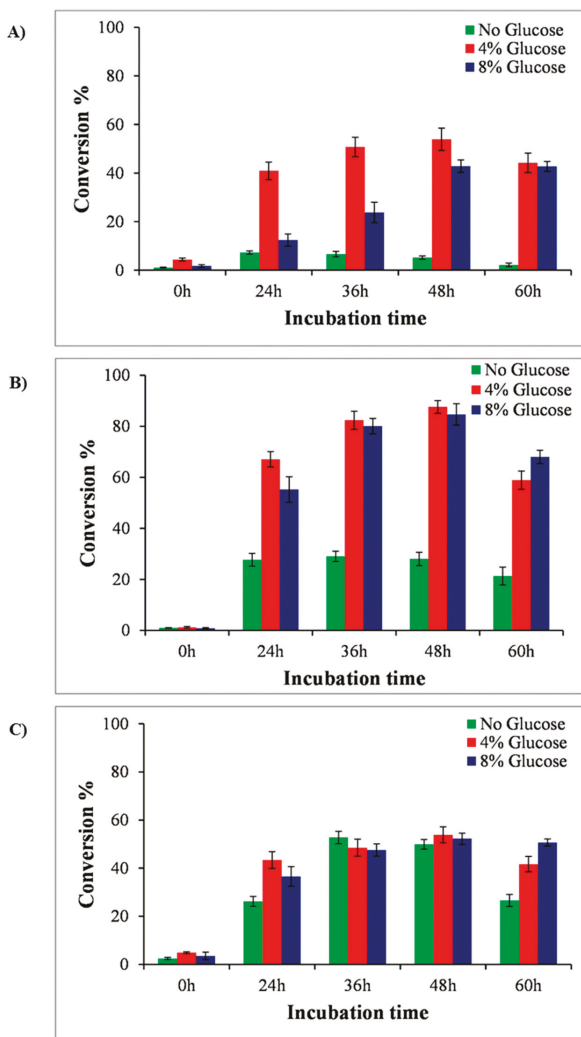 A)
No Glucose
4% Glucose
8% Glucose
Conversion %
100
80
60
40
20
0
0h 24h 36h 48h 60h
Incubation time
B)
No Glucose
4% Glucose
8% Glucose
Conversion %
100
80
60
40
20
0
0h 24h 36h 48h 60h
Incubation time
C)
No Glucose
4% Glucose
8% Glucose
Conversion %
100
80
60
40
20
0
0h 24h 36h 48h 60h
Incubation time